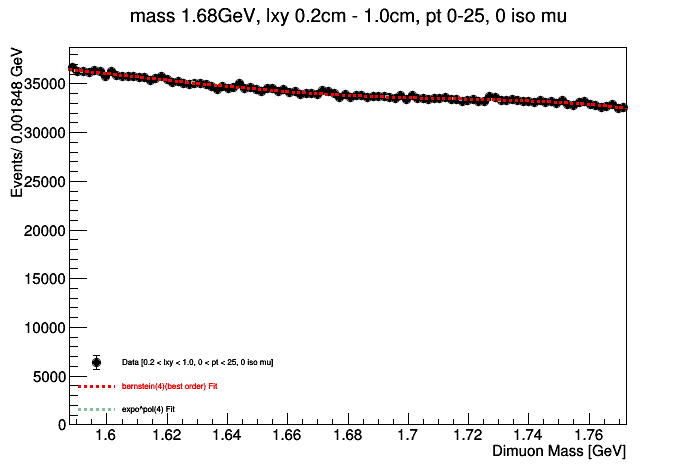 mass 1.68GeV, lxy 0.2cm - 1.0cm, pt 0-25, 0 iso mu
Events/ 0.001848 GeV
35000
30000
25000
20000
15000
10000
5000
0
Data [0.2 < lxy < 1.0, 0 < pt < 25, 0 iso mu]
bernstein(4)(best order) Fit
expo^pol(4) Fit
1.6 1.62 1.64 1.66 1.68 1.7 1.72 1.74 1.76
Dimuon Mass [GeV]